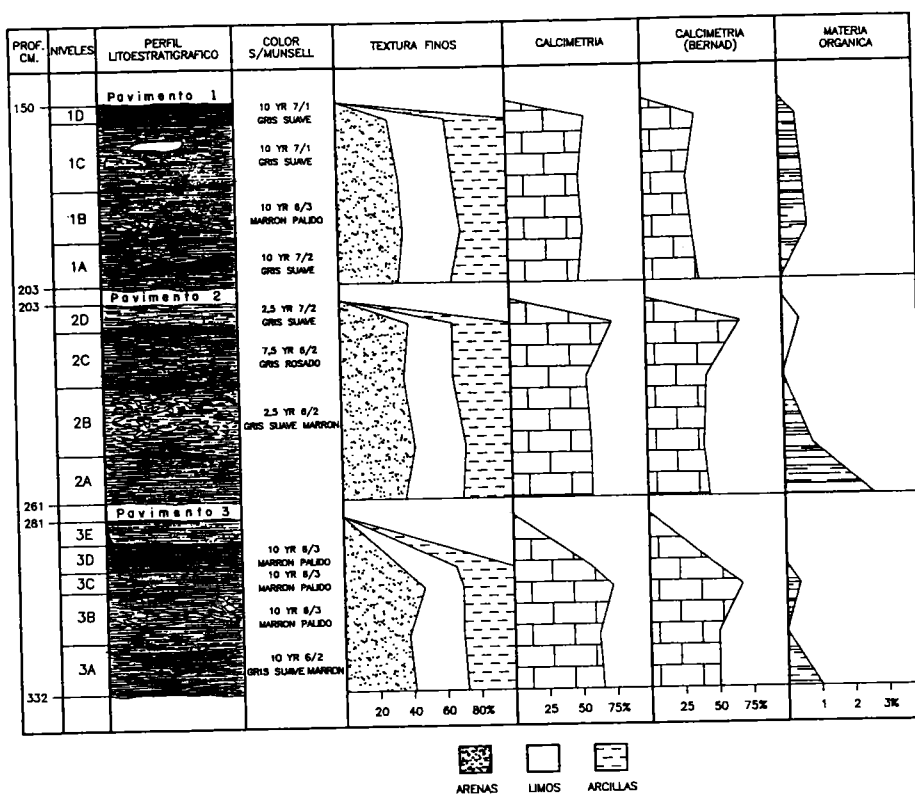 PROF. CM.
NIVELES
PERFIL LITOESTRATIGRAFICO
COLOR S/MUNSELL
TEXTURA FINOS
CALCIMETRIA
CALCIMETRIA (BERNAD)
MATERIA ORGANICA
Pavimento 1
150
1D
10 YR 7/1
GRIS SUAVE
1C
10 YR 7/1
GRIS SUAVE
1B
10 YR 6/3
MARRON PALIDO
1A
10 YR 7/2
GRIS SUAVE
203
Pavimento 2
203
2D
2,5 YR 7/2
GRIS SUAVE
2C
7,5 YR 6/2
GRIS ROSADO
2B
2,5 YR 6/2
GRIS SUAVE MARRON
2A
261
Pavimento 3
281
3E
3D
10 YR 6/3
MARRON PALIDO
3C
10 YR 6/3
MARRON PALIDO
3B
10 YR 6/3
MARRON PALIDO
3A
10 YR 6/2
GRIS SUAVE MARRON
332
20 40 60 80%
25 50 75%
25 50 75%
1 2 3%
ARENAS
LIMOS
ARCILLAS